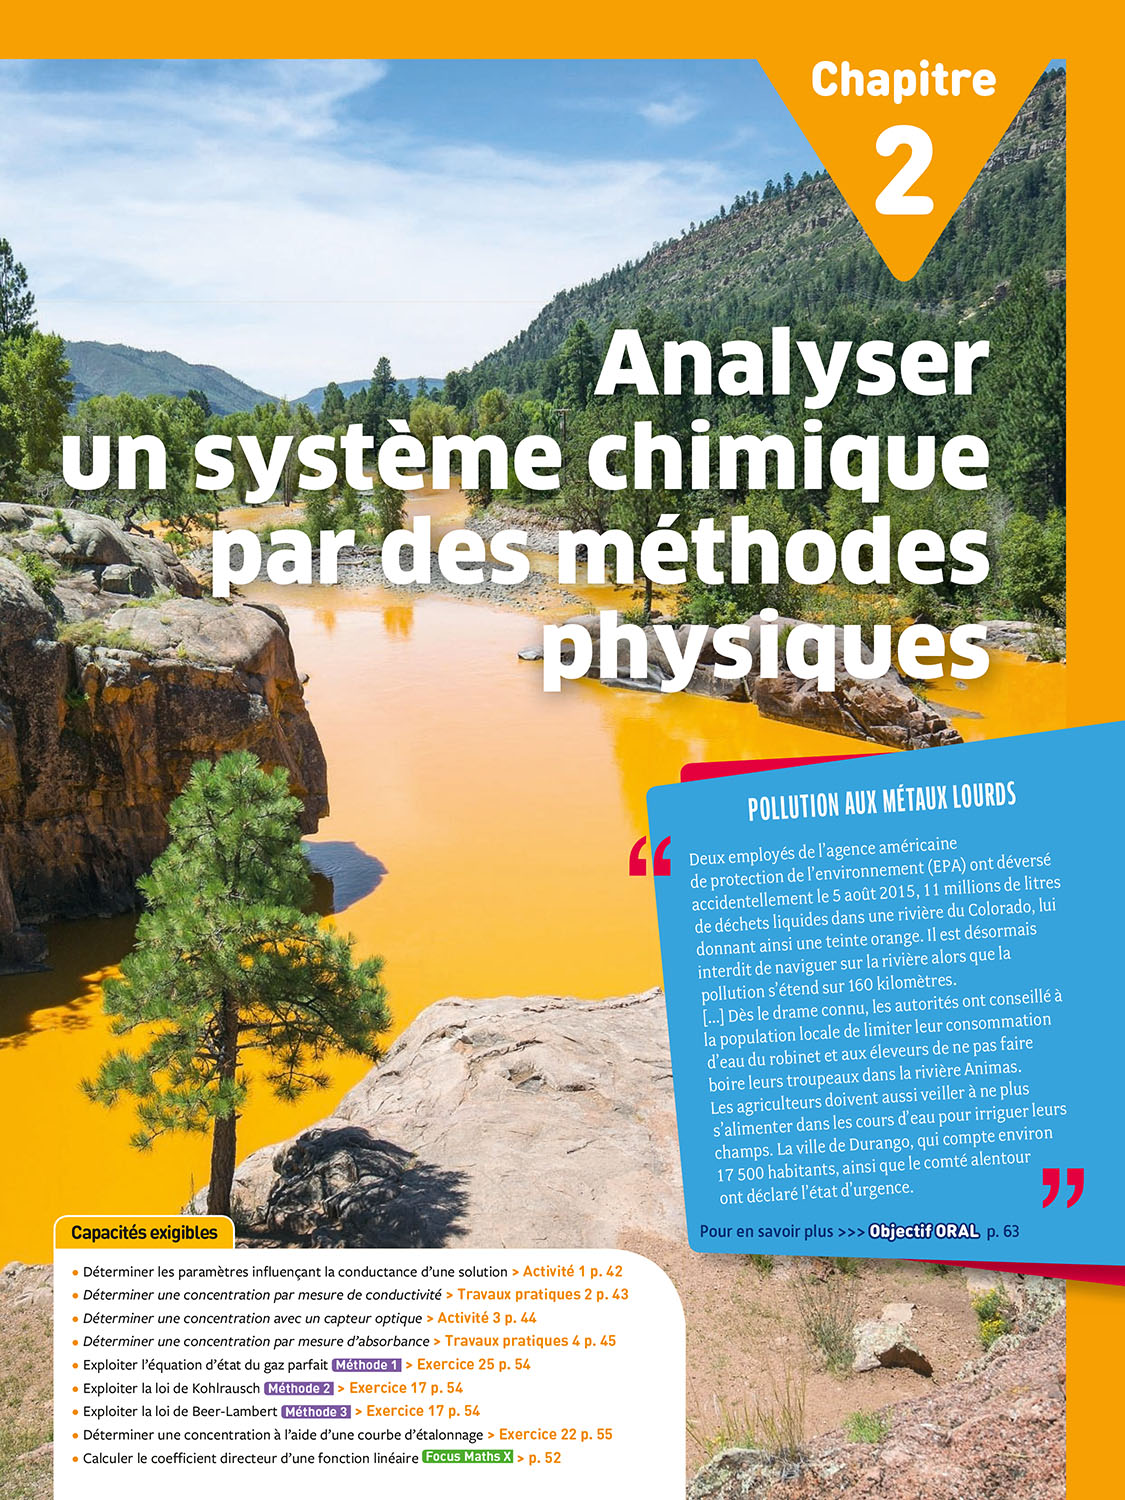 Chapitre
2
Analyser
un système chimique
par des méthodes
physiques
POLLUTION AUX MÉTAUX LOURDS
“
Deux employés de l’agence américaine
de protection de l’environnement (EPA) ont déversé
accidentellement le 5 août 2015, 11 millions de litres
de déchets liquides dans une rivière du Colorado, lui
donnant ainsi une teinte orange. Il est désormais
interdit de naviguer sur la rivière alors que la
pollution s’étend sur 160 kilomètres.
[…] Dès le drame connu, les autorités ont conseillé à
la population locale de limiter leur consommation
d’eau du robinet et aux éleveurs de ne pas faire
boire leurs troupeaux dans la rivière Animas.
Les agriculteurs doivent aussi veiller à ne plus
s’alimenter dans les cours d’eau pour irriguer leurs
champs. La ville de Durango, qui compte environ
17 500 habitants, ainsi que le comté alentour
ont déclaré l’état d’urgence.
”
Pour en savoir plus >>> Objectif ORAL p. 63
Capacités exigibles
• Déterminer les paramètres influençant la conductance d’une solution > Activité 1 p. 42
• Déterminer une concentration par mesure de conductivité > Travaux pratiques 2 p. 43
• Déterminer une concentration avec un capteur optique > Activité 3 p. 44
• Déterminer une concentration par mesure d’absorbance > Travaux pratiques 4 p. 45
• Exploiter l’équation d’état du gaz parfait Méthode 1 > Exercice 25 p. 54
• Exploiter la loi de Kohlrausch Méthode 2 > Exercice 17 p. 54
• Exploiter la loi de Beer-Lambert Méthode 3 > Exercice 17 p. 54
• Déterminer une concentration à l’aide d’une courbe d’étalonnage > Exercice 22 p. 55
• Calculer le coefficient directeur d’une fonction linéaire Focus Maths X > p. 52